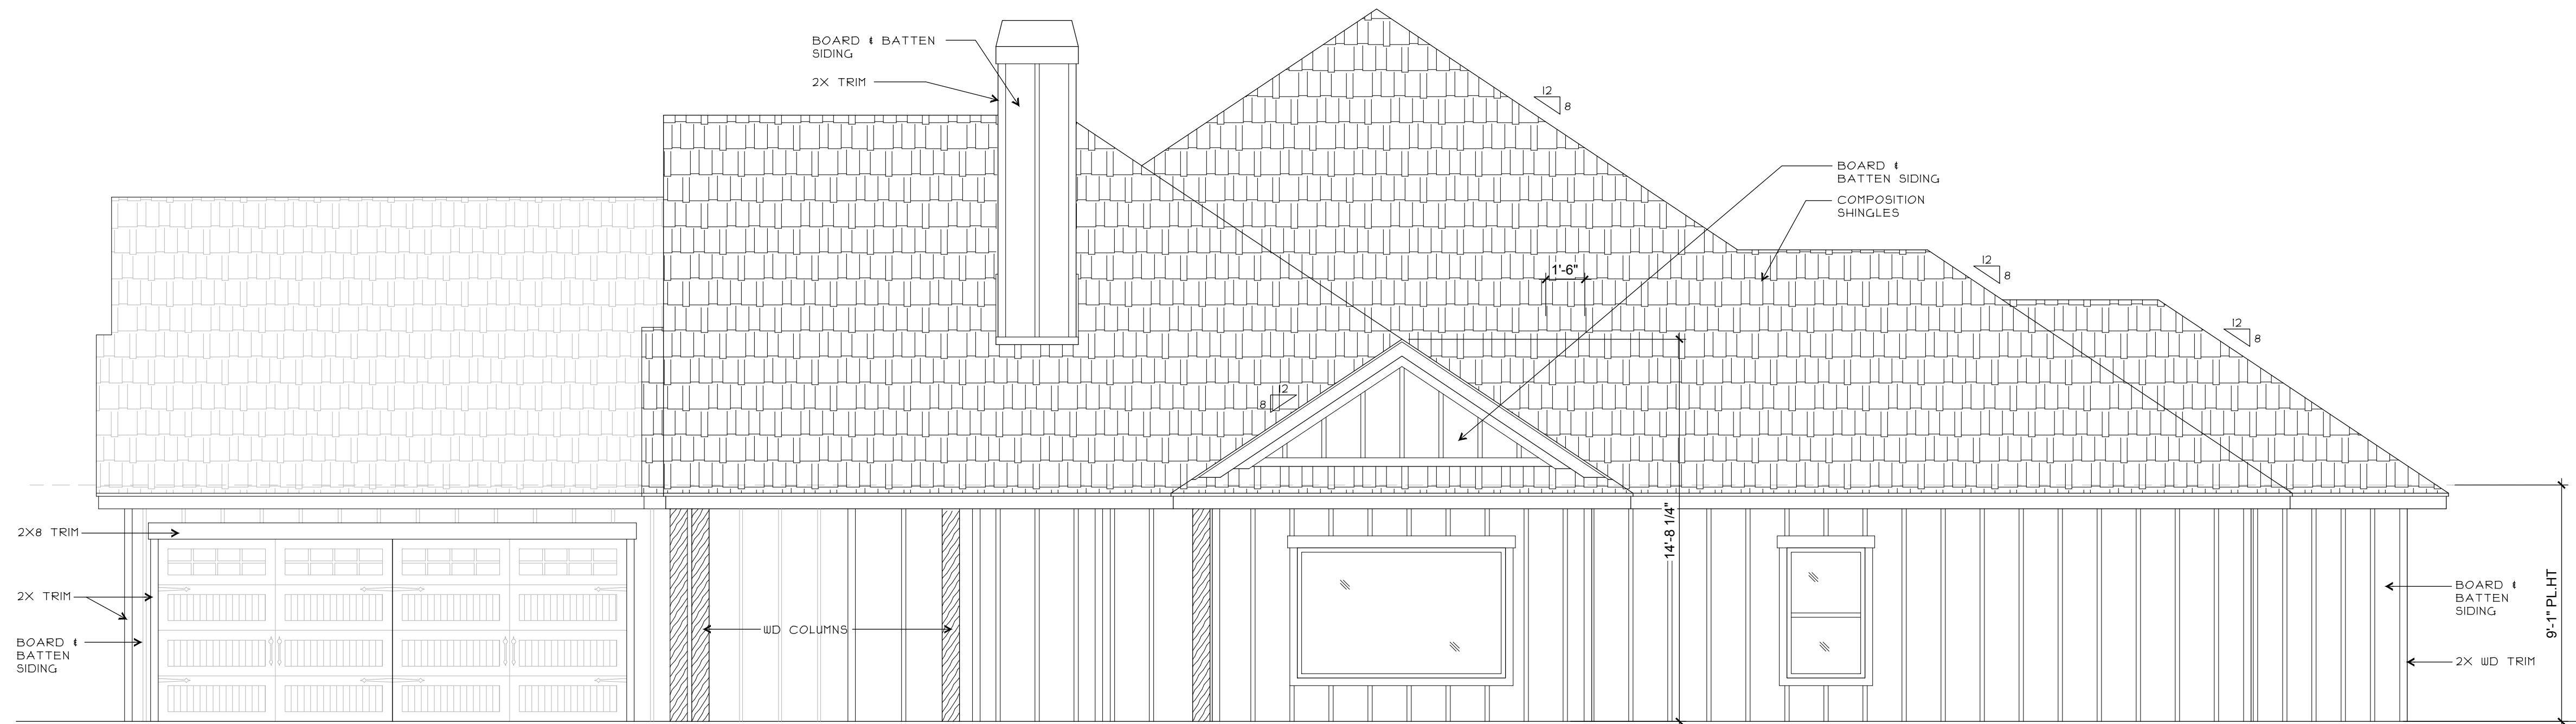 BOARD & BATTEN
SIDING
2X TRIM
12
8
BOARD &
BATTEN SIDING
COMPOSITION
SHINGLES
12
8
1'-6"
12
8
12
8
14'-8 1/4"
2X8 TRIM
2X TRIM
BOARD &
BATTEN
SIDING
WD COLUMNS
BOARD &
BATTEN
SIDING
2X WD TRIM
9'-1" PL.HT